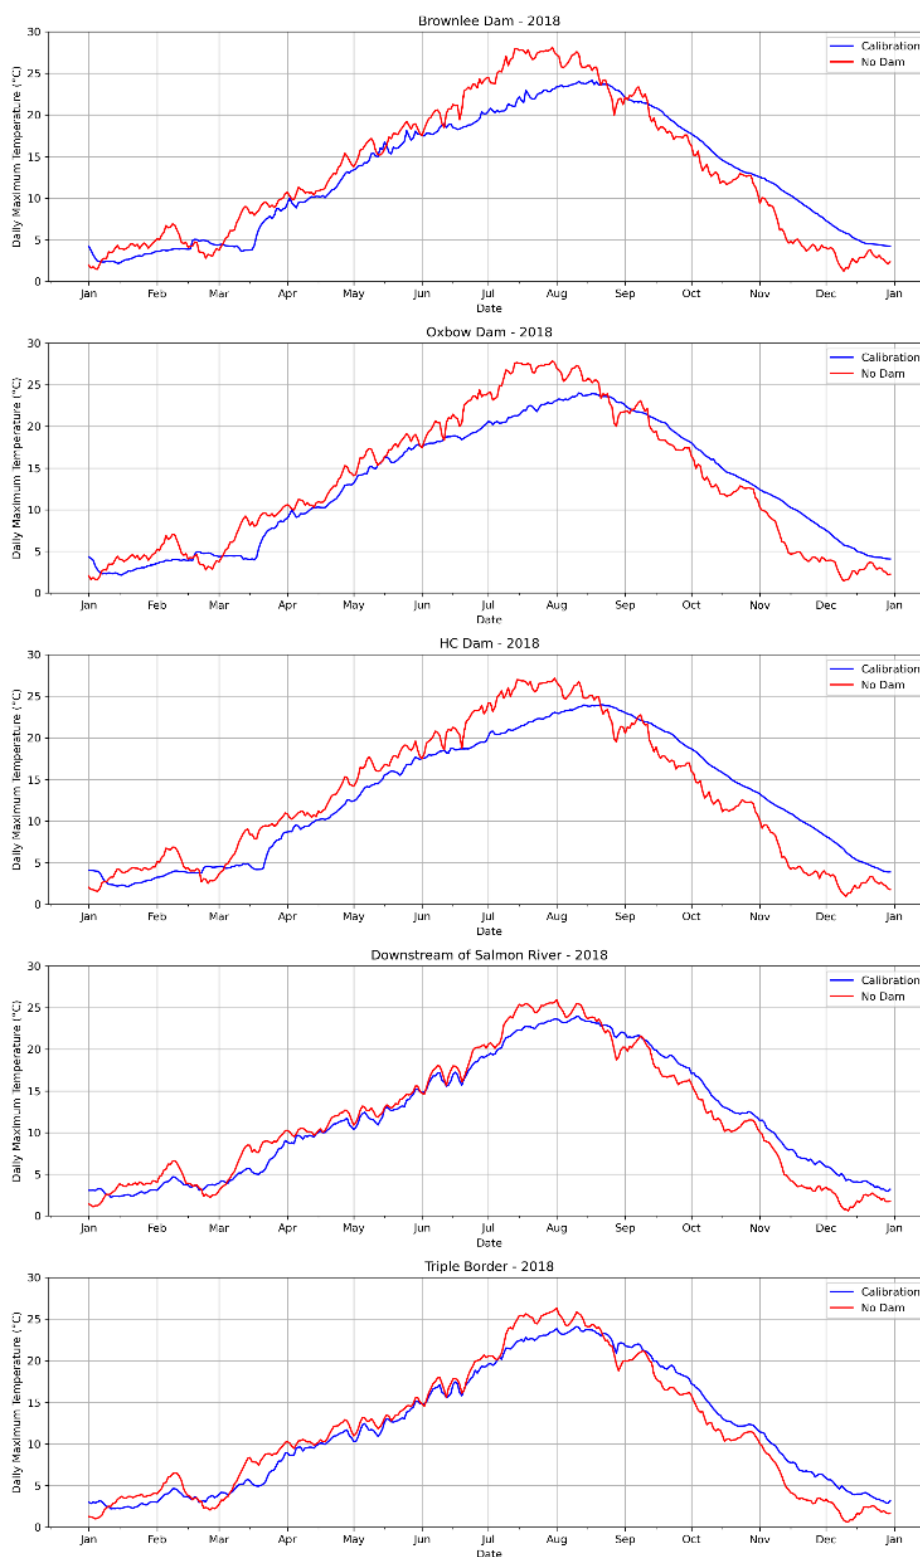 Brownlee Dam - 2018
Daily Maximum Temperature (°C)
30
25
20
15
10
5
0
Calibration
No Dam
Jan Feb Mar Apr May Jun Jul Aug Sep Oct Nov Dec Jan
Date
Oxbow Dam - 2018
Daily Maximum Temperature (°C)
30
25
20
15
10
5
0
Calibration
No Dam
Jan Feb Mar Apr May Jun Jul Aug Sep Oct Nov Dec Jan
Date
HC Dam - 2018
Daily Maximum Temperature (°C)
30
25
20
15
10
5
0
Calibration
No Dam
Jan Feb Mar Apr May Jun Jul Aug Sep Oct Nov Dec Jan
Date
Downstream of Salmon River - 2018
Daily Maximum Temperature (°C)
30
25
20
15
10
5
0
Calibration
No Dam
Jan Feb Mar Apr May Jun Jul Aug Sep Oct Nov Dec Jan
Date
Triple Border - 2018
Daily Maximum Temperature (°C)
30
25
20
15
10
5
0
Calibration
No Dam
Jan Feb Mar Apr May Jun Jul Aug Sep Oct Nov Dec Jan
Date